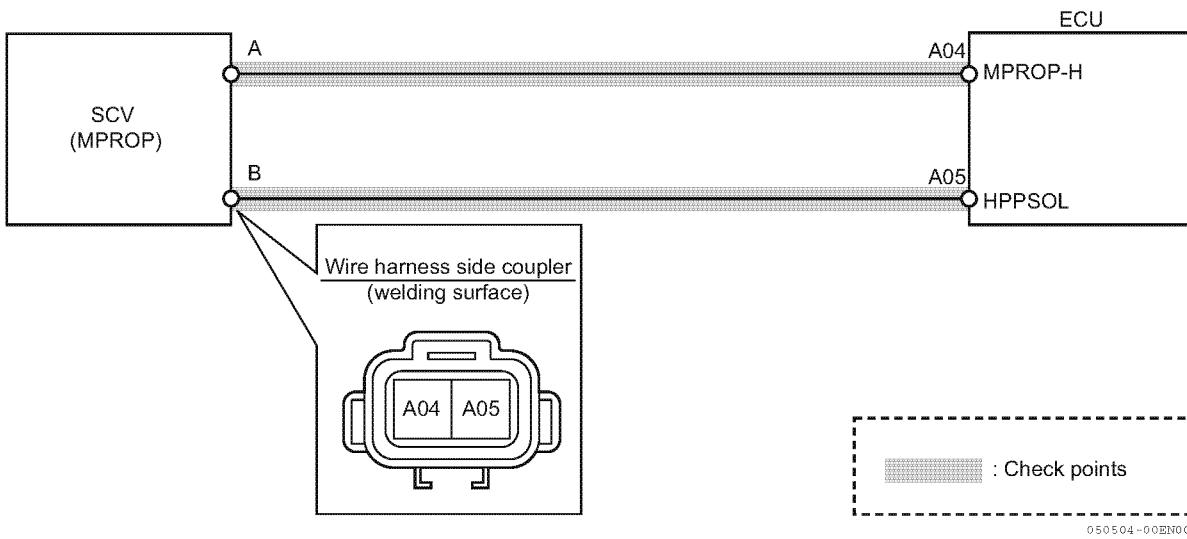 ECU
A
A04
MPROP-H
SCV
(MPROP)
B
A05
HPPSOL
Wire harness side coupler
(welding surface)
A04 A05
: Check points